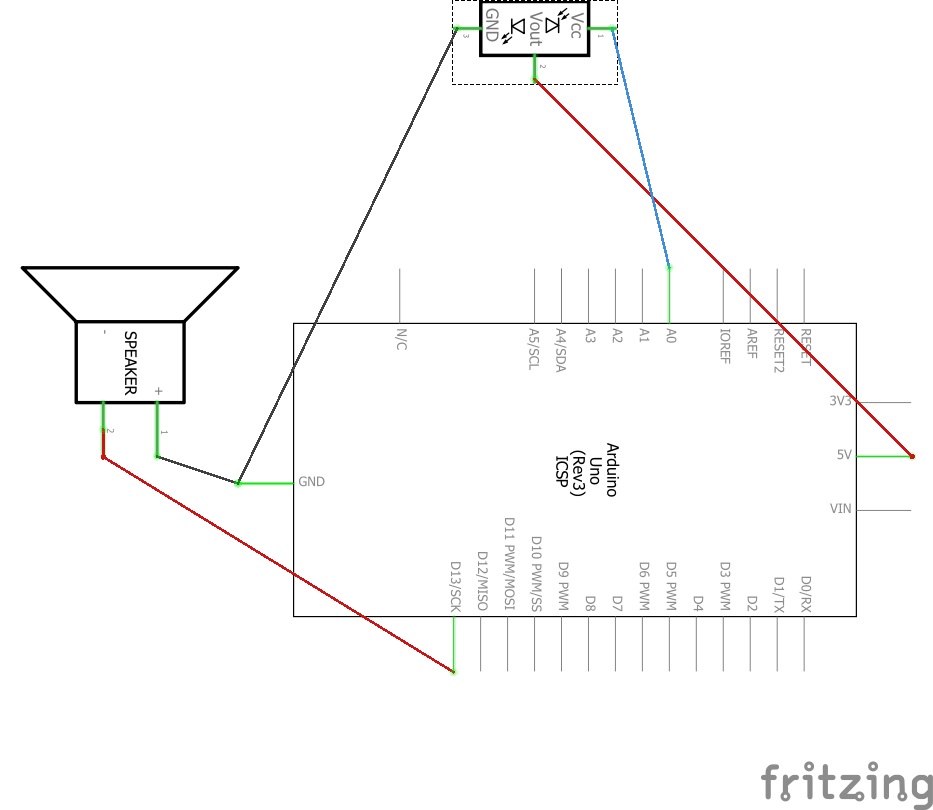 GND
Vout
Vcc
3
2
1
-
SPEAKER
+
2
1
N/C
A5/SCL
A4/SDA
A3
A2
A1
A0
IOREF
AREF
RESET2
RESET
3V3
5V
VIN
GND
Arduino
Uno
(Rev3)
ICSP
D13/SCK
D12/MISO
D11 PWM/MOSI
D10 PWM/SS
D9 PWM
D8
D7
D6 PWM
D5 PWM
D4
D3 PWM
D2
D1/TX
D0/RX
fritzing